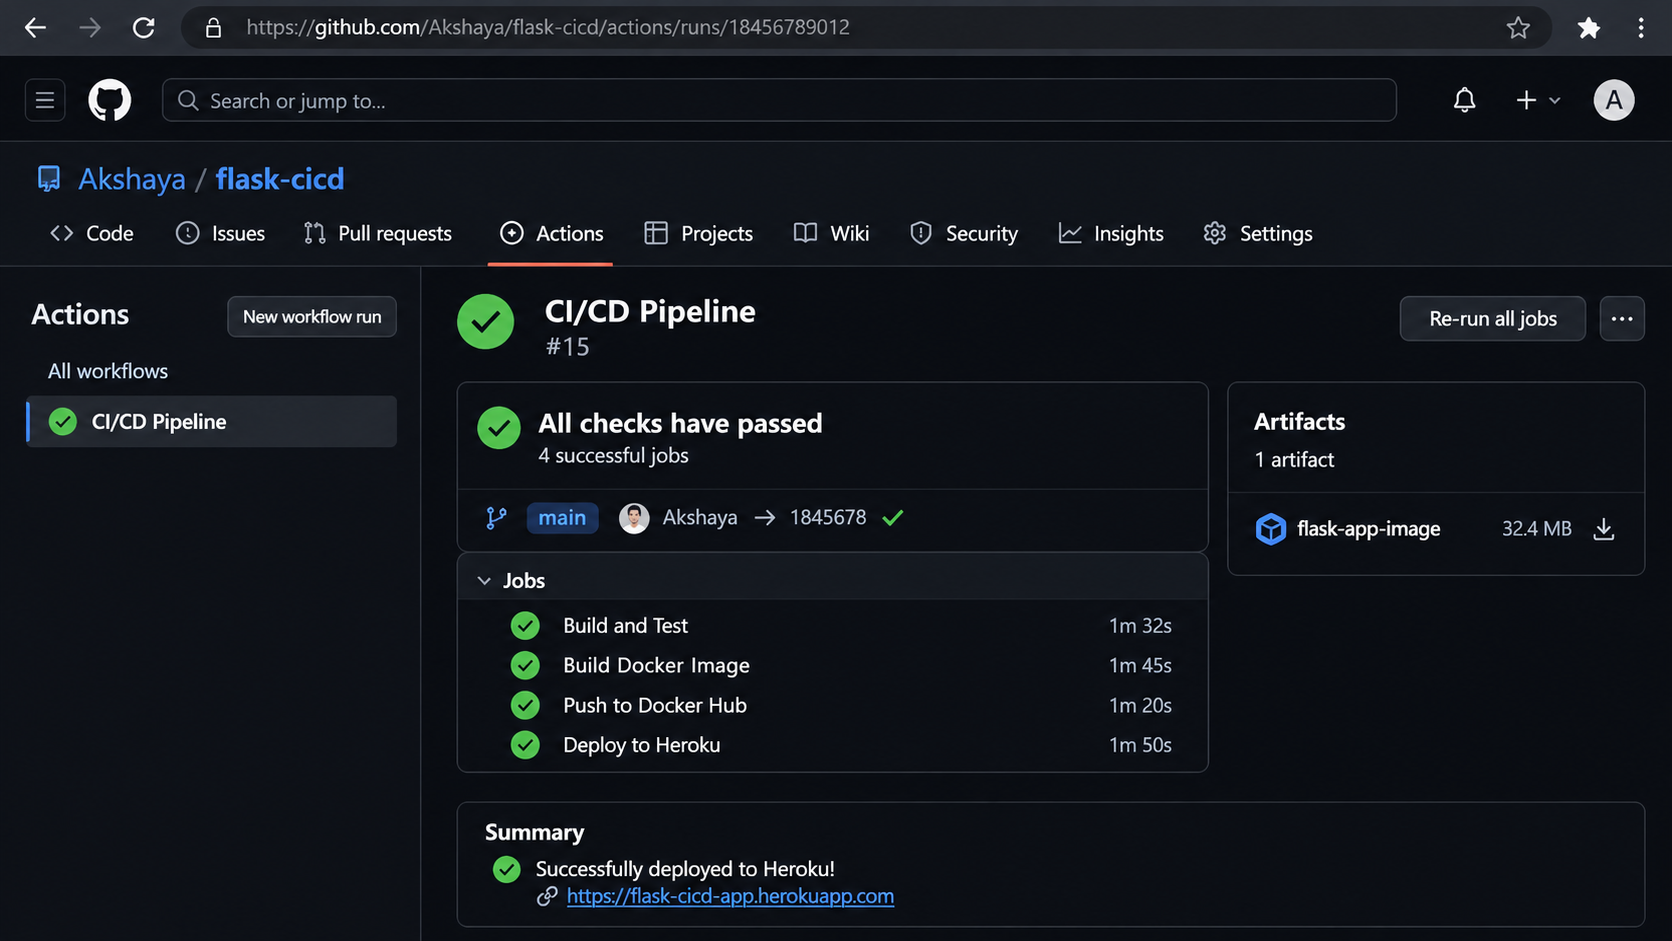 https://github.com/Akshaya/flask-cicd/actions/runs/18456789012
Search or jump to...
A
Akshaya / flask-cicd
Code Issues Pull requests Actions Projects Wiki Security Insights Settings
Actions
New workflow run
All workflows
CI/CD Pipeline
CI/CD Pipeline
#15
Re-run all jobs
All checks have passed
4 successful jobs
main Akshaya → 1845678
Artifacts
1 artifact
flask-app-image 32.4 MB
Jobs
Build and Test 1m 32s
Build Docker Image 1m 45s
Push to Docker Hub 1m 20s
Deploy to Heroku 1m 50s
Summary
Successfully deployed to Heroku!
https://flask-cicd-app.herokuapp.com